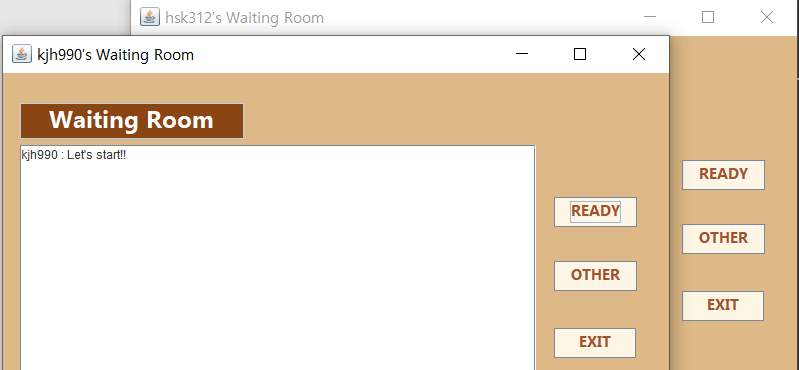 hsk312's Waiting Room
kjh990's Waiting Room
Waiting Room
kjh990 : Let's start!!
READY
OTHER
EXIT
READY
OTHER
EXIT